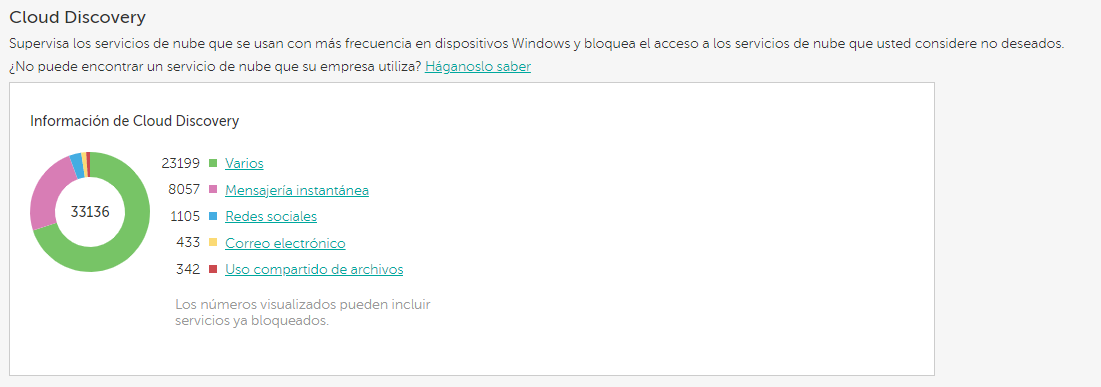 Cloud Discovery
Supervisa los servicios de nube que se usan con más frecuencia en dispositivos Windows y bloquea el acceso a los servicios de nube que usted considere no deseados.
¿No puede encontrar un servicio de nube que su empresa utiliza? Háganoslo saber
Información de Cloud Discovery
33136
23199 Varios
8057 Mensajería instantánea
1105 Redes sociales
433 Correo electrónico
342 Uso compartido de archivos
Los números visualizados pueden incluir
servicios ya bloqueados.